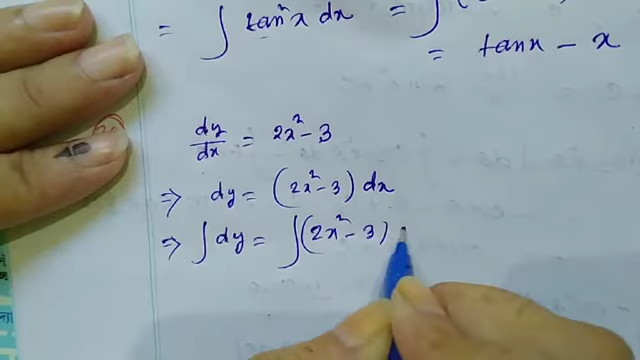 = ∫ tan²x dx = ∫(
= tanx − x
dy/dx = 2x² − 3
⇒ dy = (2x² − 3) dx
⇒ ∫ dy = ∫(2x² − 3)